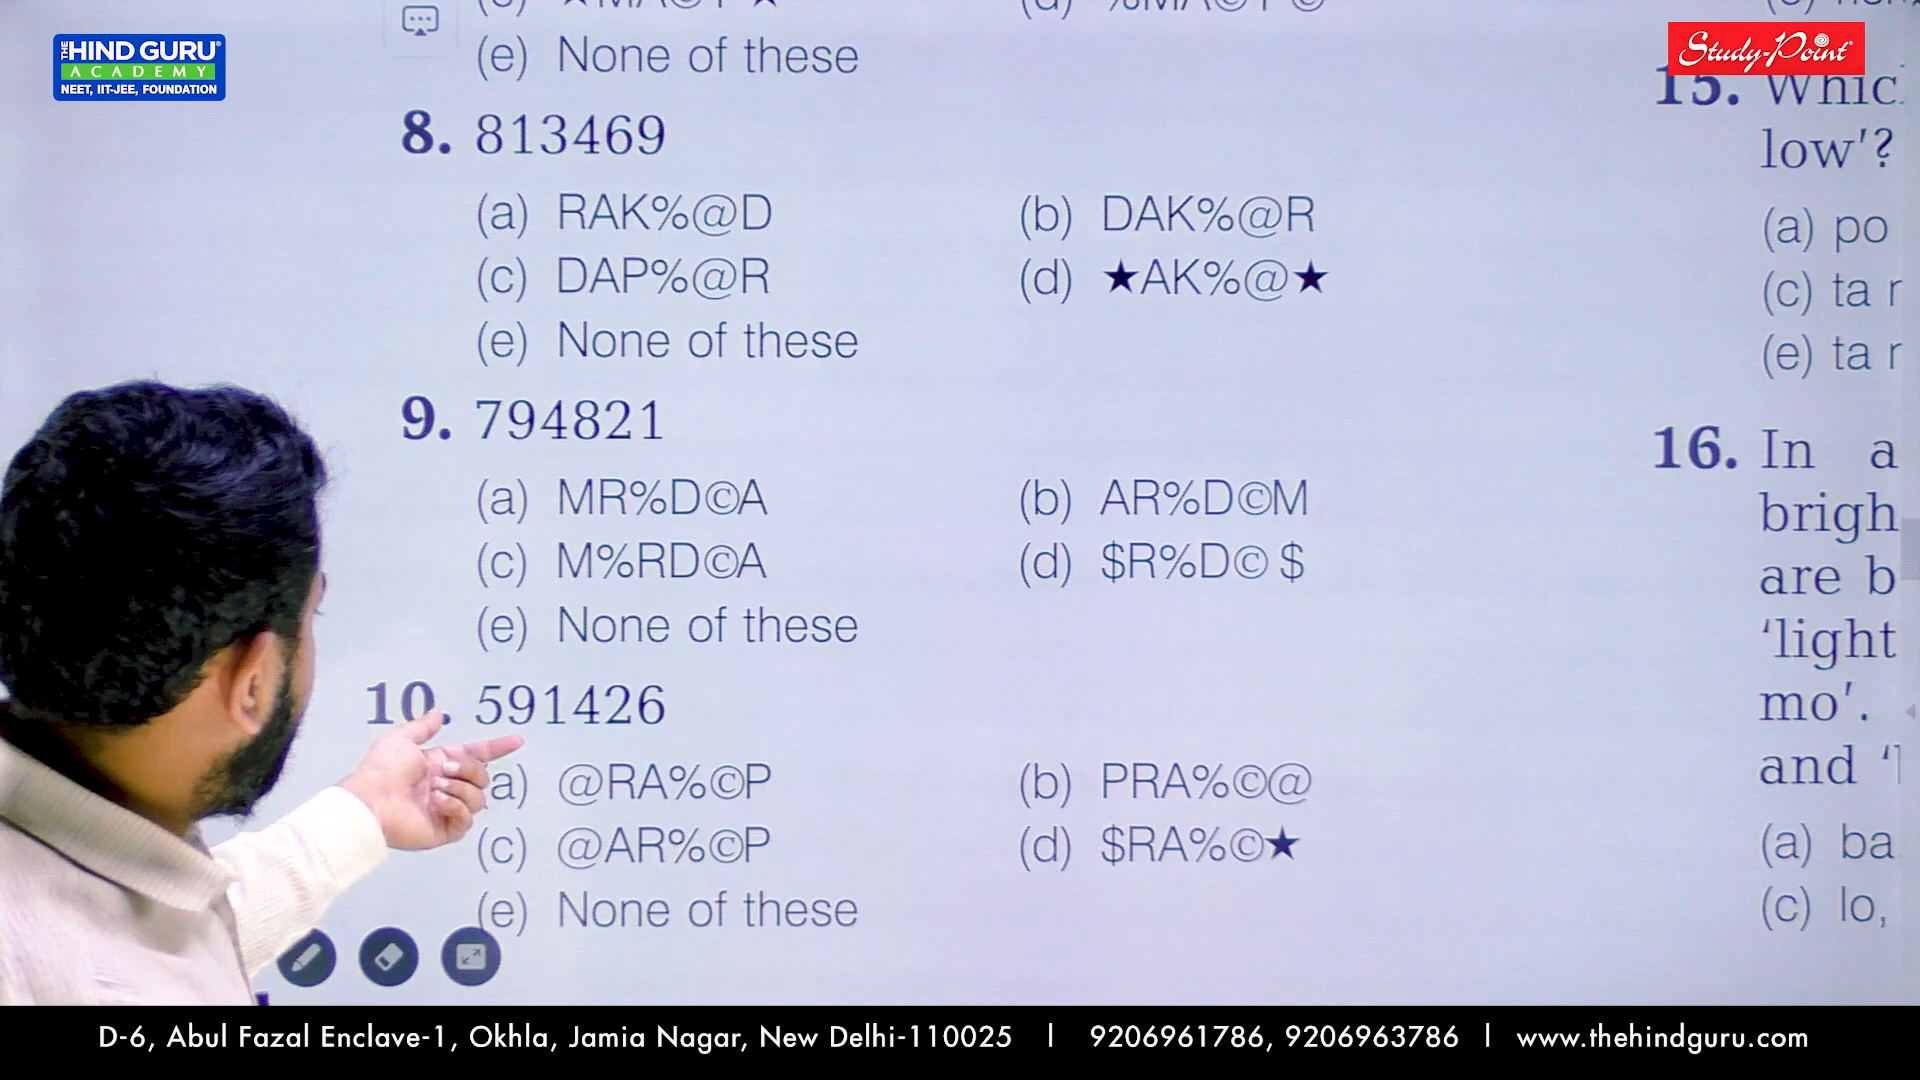 THE HIND GURU
ACADEMY
NEET, IIT-JEE, FOUNDATION
Study-Point
(e) None of these
8. 813469
(a) RAK%@D (b) DAK%@R
(c) DAP%@R (d) ★AK%@★
(e) None of these
9. 794821
(a) MR%D©A (b) AR%D©M
(c) M%RD©A (d) $R%D© $
(e) None of these
10. 591426
a) @RA%©P (b) PRA%©@
(c) @AR%©P (d) $RA%©★
(e) None of these
15. Whic
low'?
(a) po
(c) ta r
(e) ta r
16. In a
brigh
are b
'light
mo'.
and '
(a) ba
(c) lo,
D-6, Abul Fazal Enclave-1, Okhla, Jamia Nagar, New Delhi-110025 | 9206961786, 9206963786 | www.thehindguru.com